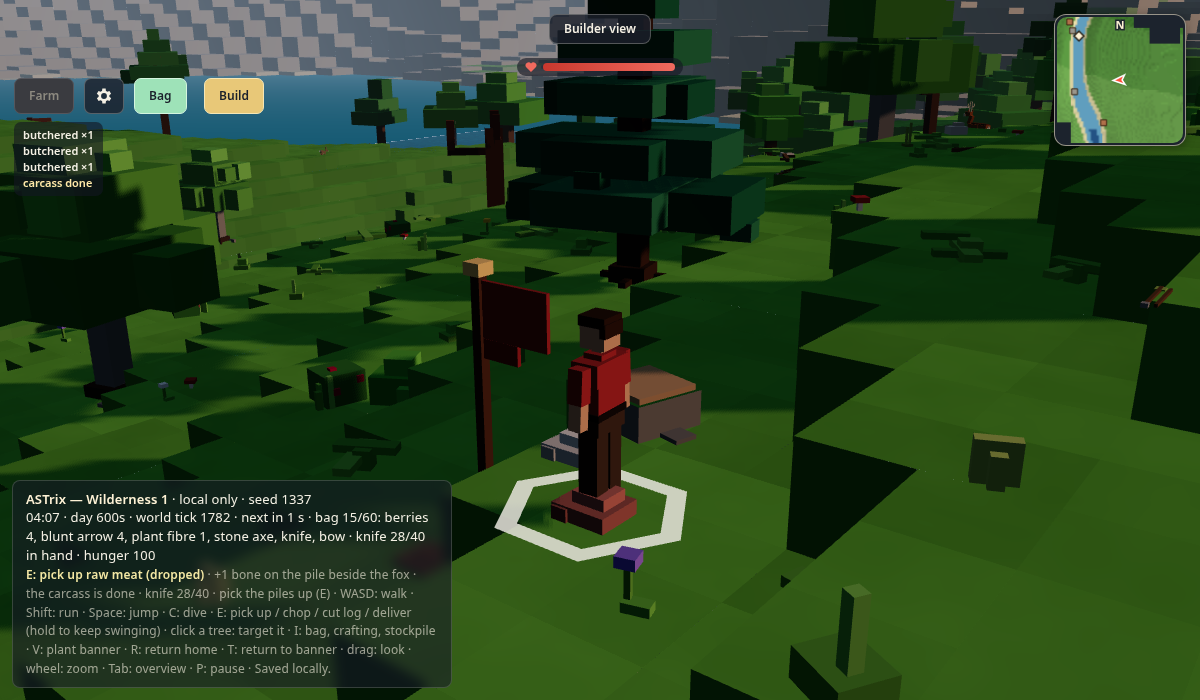 Builder view
N
Farm
Bag
Build
butchered ×1
butchered ×1
butchered ×1
carcass done
ASTrix — Wilderness 1 · local only · seed 1337
04:07 · day 600s · world tick 1782 · next in 1 s · bag 15/60: berries
4, blunt arrow 4, plant fibre 1, stone axe, knife, bow · knife 28/40
in hand · hunger 100
E: pick up raw meat (dropped) · +1 bone on the pile beside the fox ·
the carcass is done · knife 28/40 · pick the piles up (E) · WASD: walk ·
Shift: run · Space: jump · C: dive · E: pick up / chop / cut log / deliver
(hold to keep swinging) · click a tree: target it · I: bag, crafting, stockpile
· V: plant banner · R: return home · T: return to banner · drag: look ·
wheel: zoom · Tab: overview · P: pause · Saved locally.